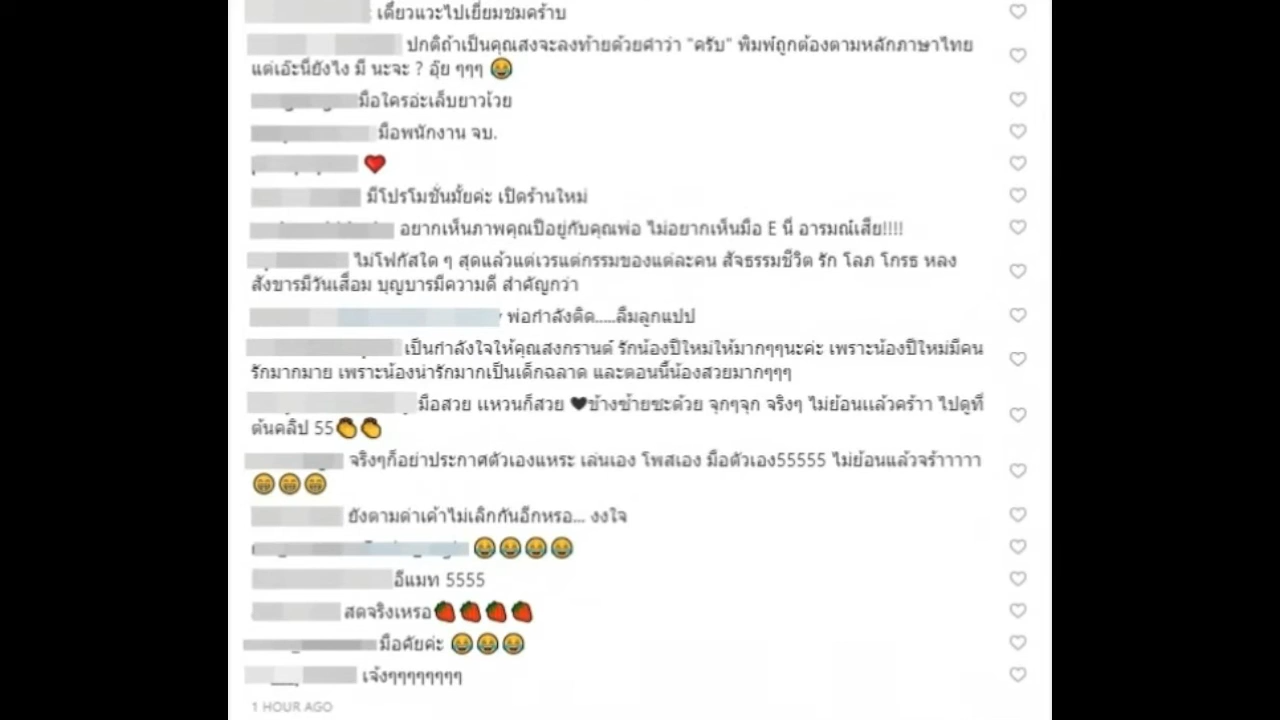 เดี๋ยวแวะไปเยี่ยมชมคร้าบ
ปกติถ้าเป็นคุณสงจะลงท้ายด้วยคำว่า "ครับ" พิมพ์ถูกต้องตามหลักภาษาไทย
แต่เอ๊ะนี่ยังไง มี นะจะ ? อุ๊ย ๆๆๆ 😂
มือใครอ่ะเล็บยาวเว้ย
มือพนักงาน จบ.
❤️
มีโปรโมชั่นมั้ยค่ะ เปิดร้านใหม่
อยากเห็นภาพคุณปีอยู่กับคุณพ่อ ไม่อยากเห็นมือ E นี่ อารมณ์เสีย!!!!
ไม่โฟกัสใด ๆ สุดแล้วแต่เวรแต่กรรมของแต่ละคน สัจธรรมชีวิต รัก โลภ โกรธ หลง
สังขารมีวันเสื่อม บุญบารมีความดี สำคัญกว่า
พ่อกำลังติด.....ลืมลูกแปป
เป็นกำลังใจให้คุณสงกรานต์ รักน้องปีใหม่ให้มากๆๆนะค่ะ เพราะน้องปีใหม่มีคน
รักมากมาย เพราะน้องน่ารักมากเป็นเด็กฉลาด และตอนนี้น้องสวยมากๆๆๆ
มือสวย แหวนก็สวย 🖤ข้างซ้ายซะด้วย จุกๆจุก จริงๆ ไม่ย้อนแล้วคร้าา ไปดูที่
ต้นคลิป 55👏👏
จริงๆก็อย่าประกาศตัวเองแหระ เล่นเอง โพสเอง มือตัวเอง55555 ไม่ย้อนแล้วจร้าาาาา
😁😁😁
ยังตามด่าเค้าไม่เลิกกันอีกหรอ... งงใจ
😂😂😂😂
อีแมท 5555
สตจริงเหรอ🍓🍓🍓🍓
มือคัยค่ะ 😂😂😂
เจ้งๆๆๆๆๆๆๆๆ
1 HOUR AGO